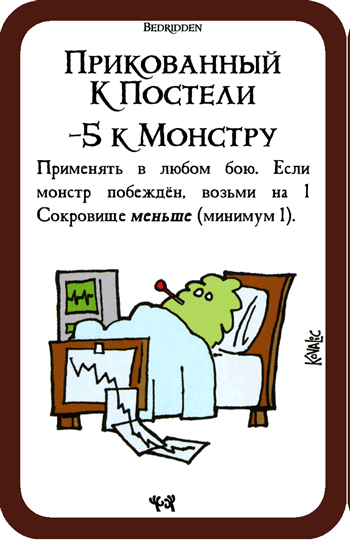 Bedridden
Прикованный
К Постели
-5 к Монстру
Применять в любом бою. Если
монстр побеждён, возьми на 1
Сокровище меньше (минимум 1).
Kovalic